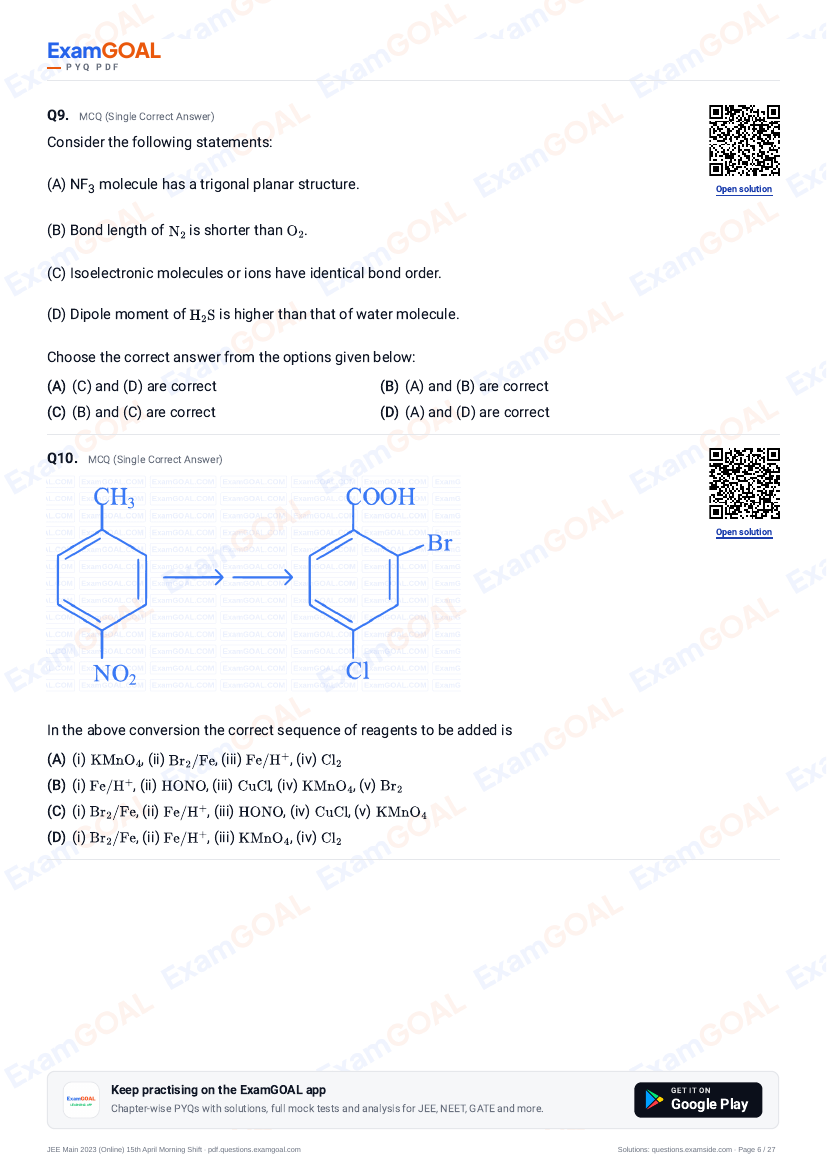 ExamGOAL
PYQ PDF
Q9. MCQ (Single Correct Answer)
Consider the following statements:
Open solution
(A) NF3 molecule has a trigonal planar structure.
(B) Bond length of N2 is shorter than O2.
(C) Isoelectronic molecules or ions have identical bond order.
(D) Dipole moment of H2S is higher than that of water molecule.
Choose the correct answer from the options given below:
(A) (C) and (D) are correct
(B) (A) and (B) are correct
(C) (B) and (C) are correct
(D) (A) and (D) are correct
Q10. MCQ (Single Correct Answer)
Open solution
CH3
COOH
Br
NO2
Cl
In the above conversion the correct sequence of reagents to be added is
(A) (i) KMnO4, (ii) Br2/Fe, (iii) Fe/H+, (iv) Cl2
(B) (i) Fe/H+, (ii) HONO, (iii) CuCl, (iv) KMnO4, (v) Br2
(C) (i) Br2/Fe, (ii) Fe/H+, (iii) HONO, (iv) CuCl, (v) KMnO4
(D) (i) Br2/Fe, (ii) Fe/H+, (iii) KMnO4, (iv) Cl2
Keep practising on the ExamGOAL app
Chapter-wise PYQs with solutions, full mock tests and analysis for JEE, NEET, GATE and more.
GET IT ON
Google Play
JEE Main 2023 (Online) 15th April Morning Shift · pdf.questions.examgoal.com
Solutions: questions.examside.com · Page 6 / 27